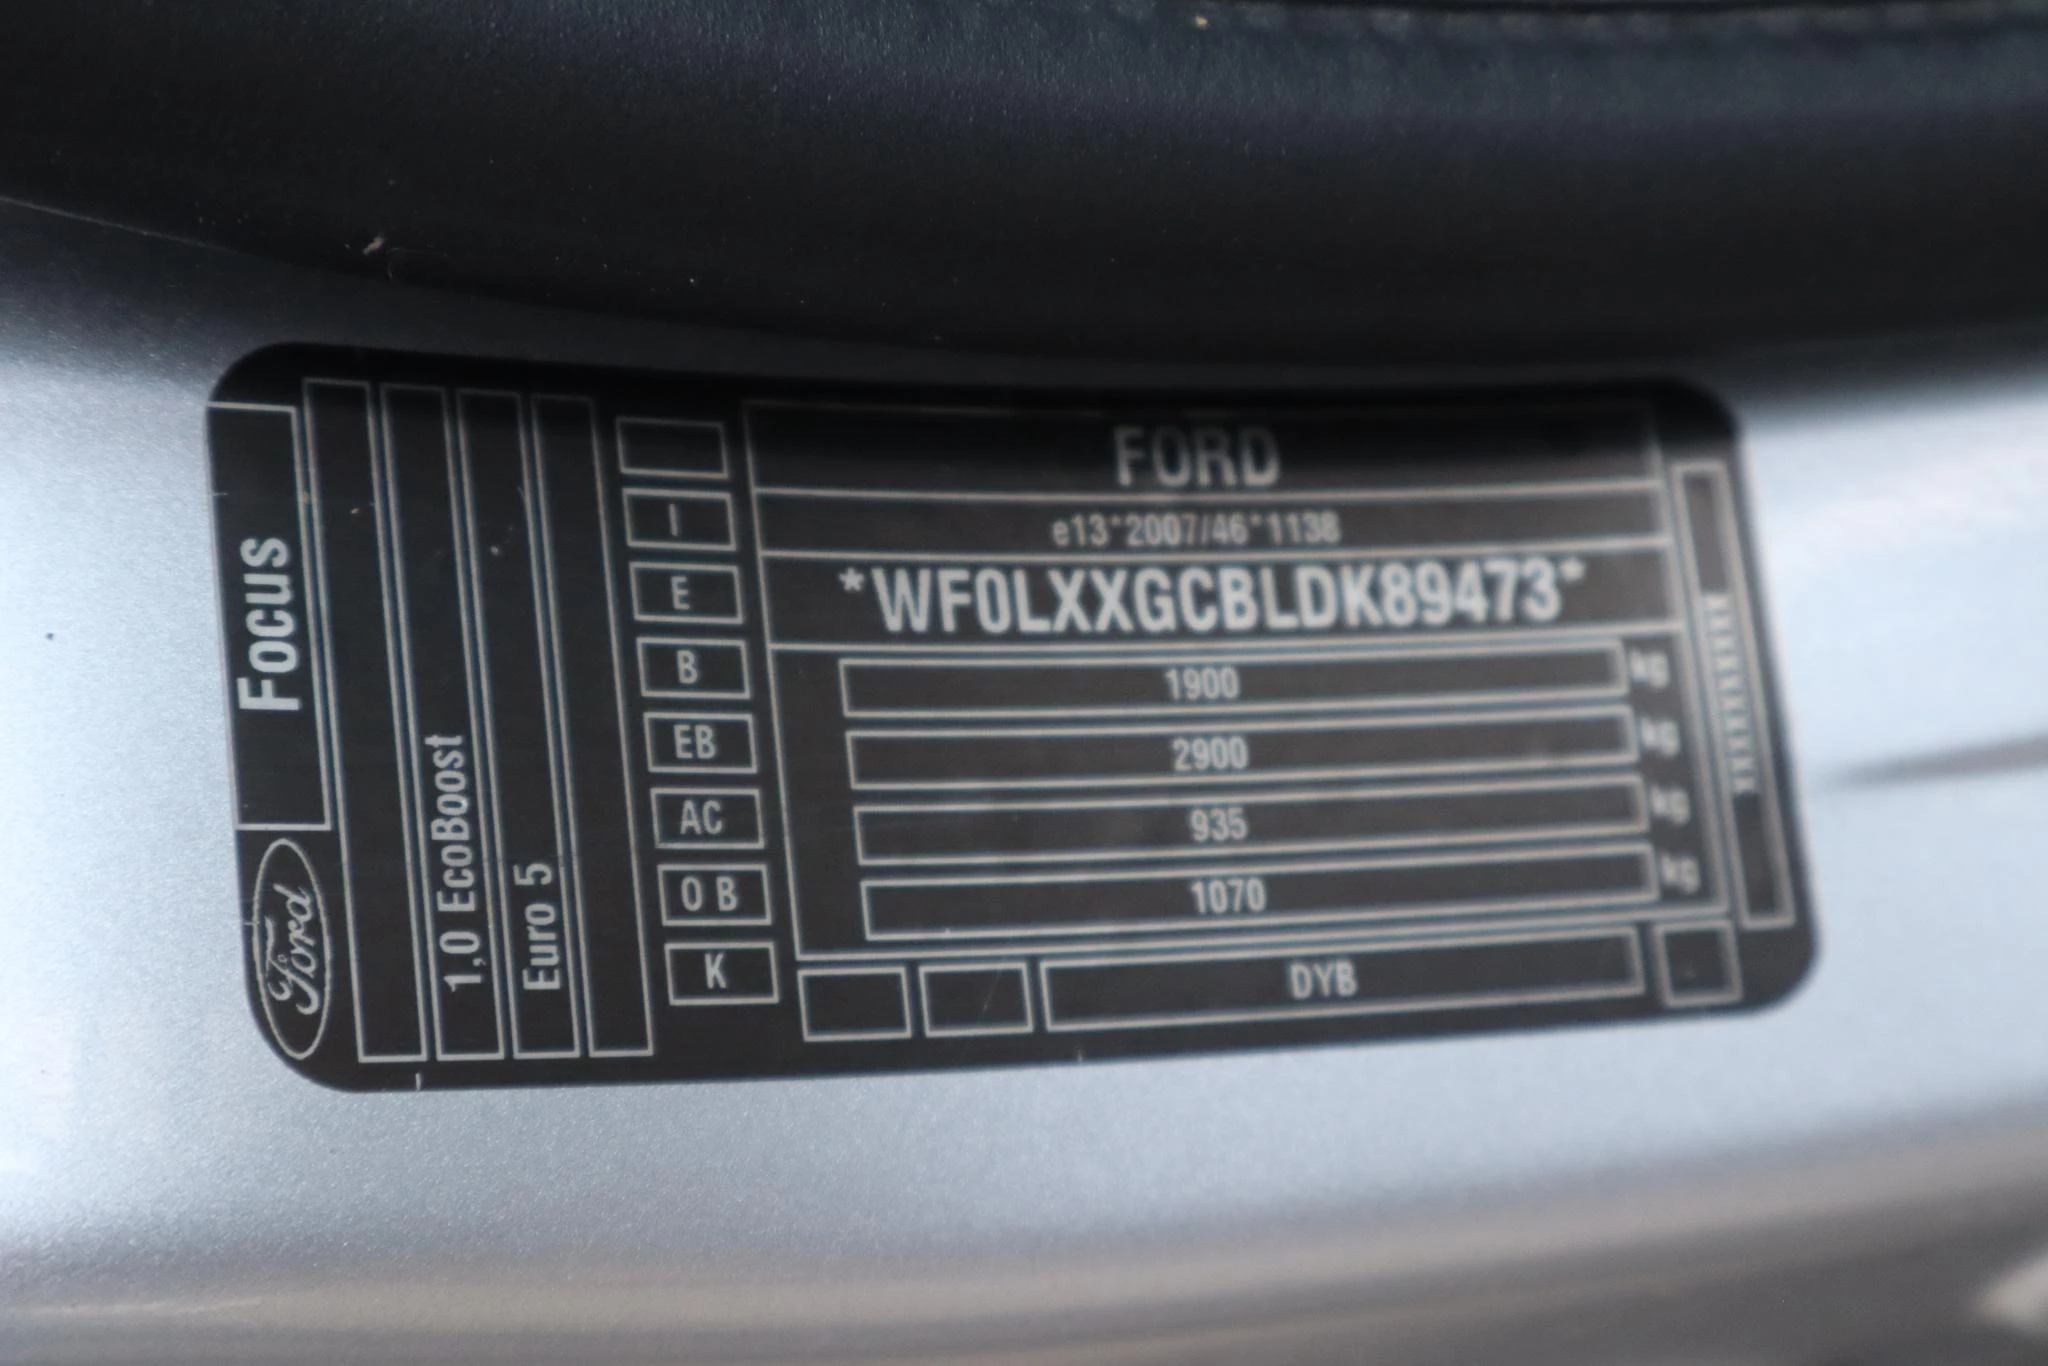 Ford
Focus
1,0 EcoBoost
Euro 5
I
E
B
EB
AC
O B
K
FORD
e13*2007/46*1138
*WF0LXXGCBLDK89473*
1900 kg
2900 kg
935 kg
1070 kg
DYB